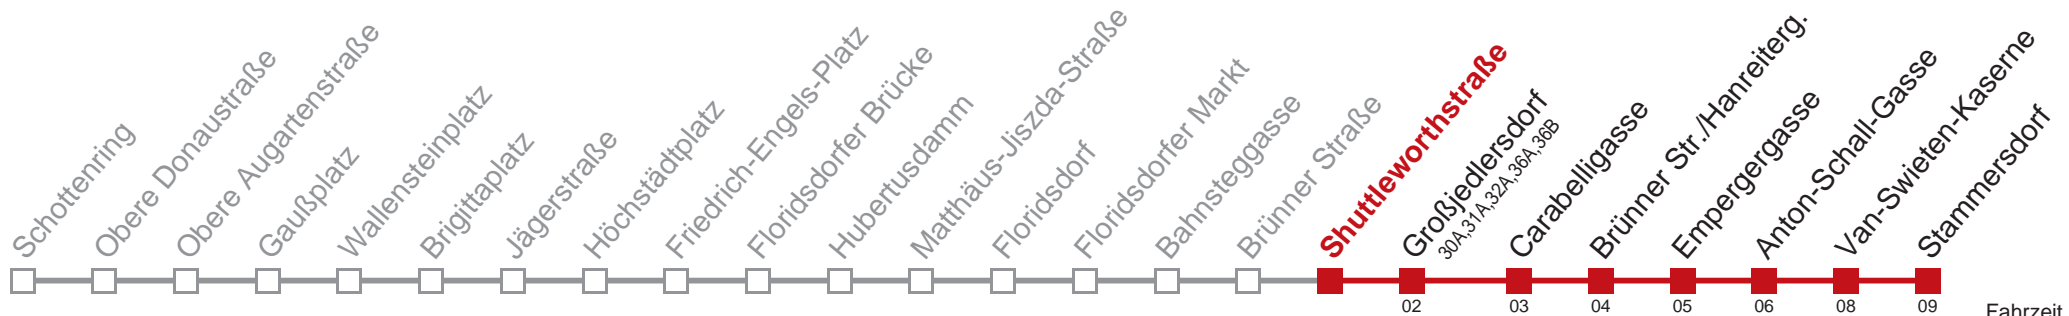 Schottenring
Obere Donaustraße
Obere Augartenstraße
Gaußplatz
Wallensteinplatz
Brigittaplatz
Jägerstraße
Höchstädtplatz
Friedrich-Engels-Platz
Floridsdorfer Brücke
Hubertusdamm
Matthäus-Jiszda-Straße
Floridsdorf
Floridsdorfer Markt
Bahnsteggasse
Brünner Straße
Shuttleworthstraße
Großjedlersdorf
30A,31A,32A,36A,36B
Carabelligasse
Brünner Str./Hanreiterg.
Empergergasse
Anton-Schall-Gasse
Van-Swieten-Kaserne
Stammersdorf
02 03 04 05 06 08 09 Fahrzeit